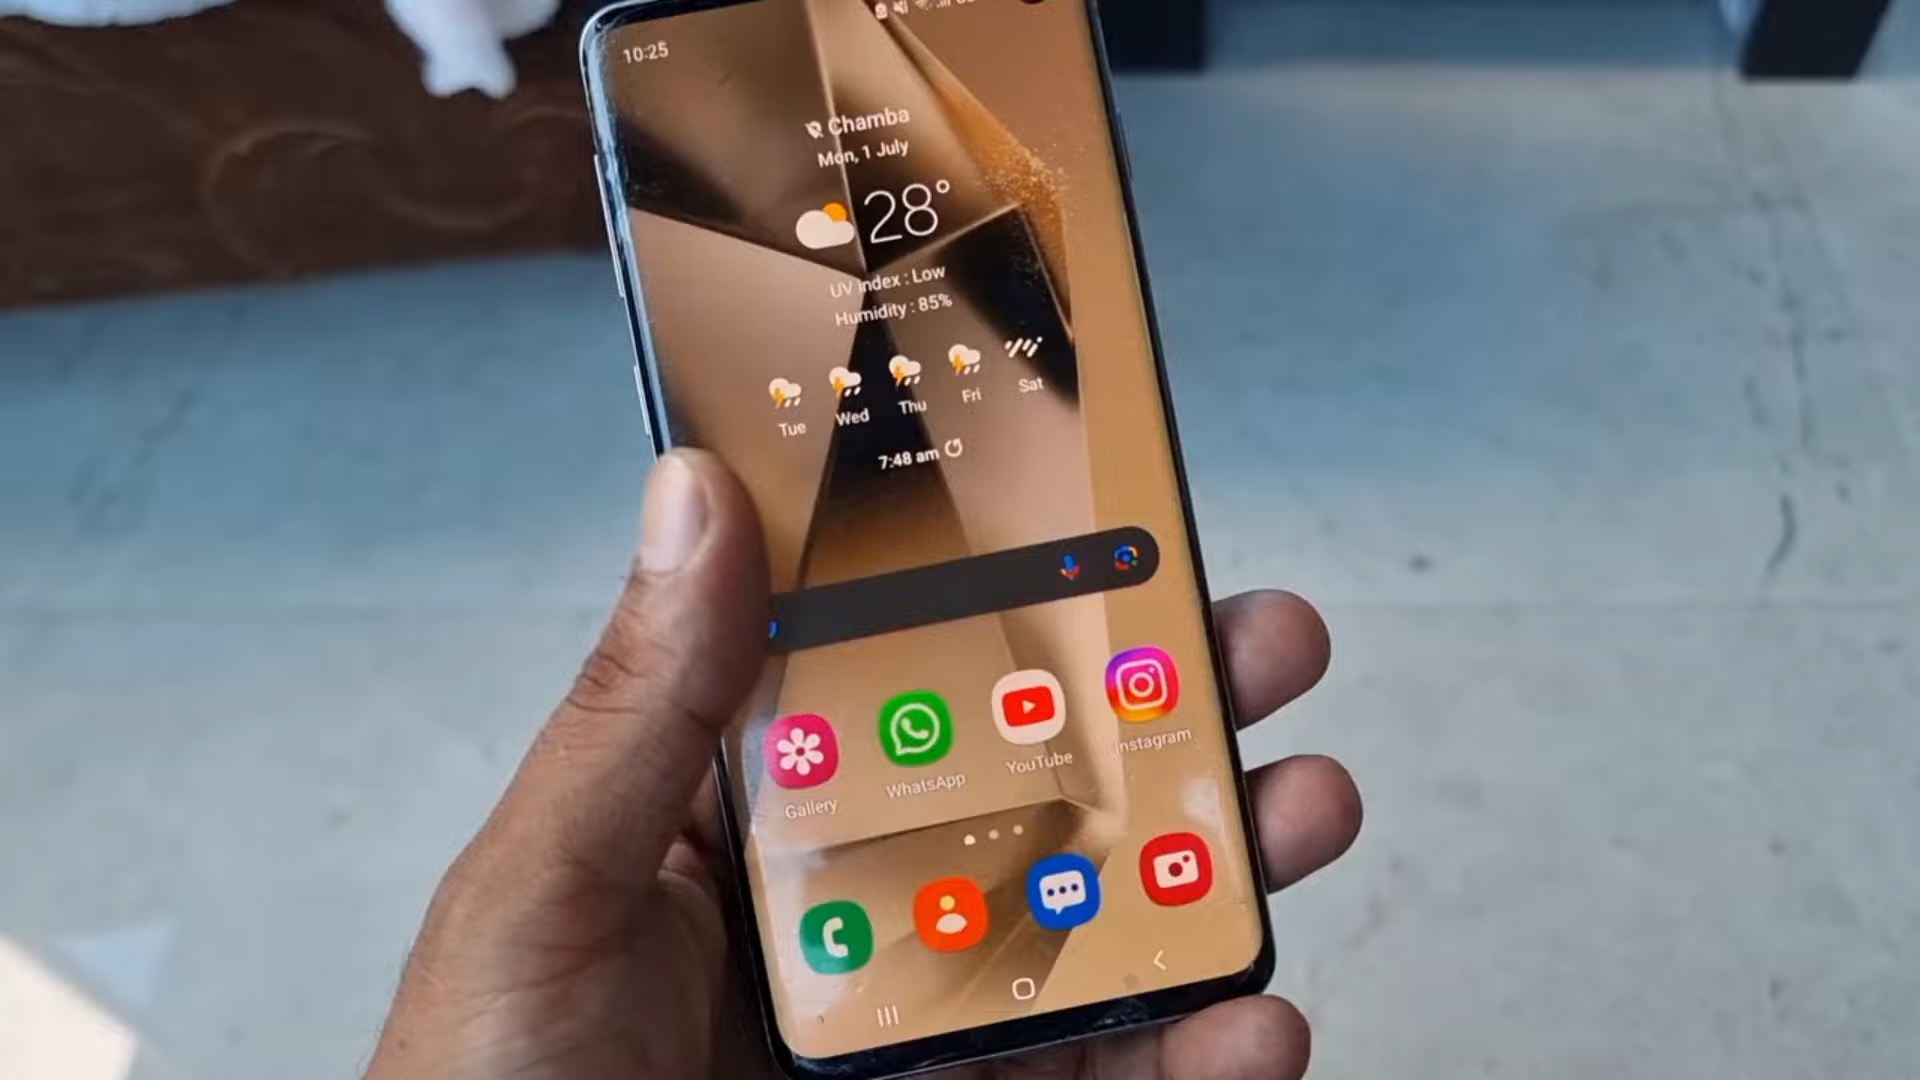 10:25
Chamba
Mon, 1 July
28°
UV index : Low
Humidity : 85%
Tue Wed Thu Fri Sat
7:48 am
Gallery WhatsApp YouTube Instagram